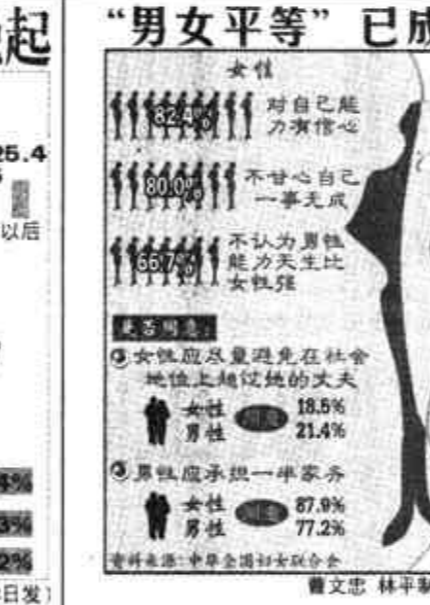 起
25.4
以后
4%
3%
2%
日发）
“男女平等”已成
女性
82.4%
对自己能
力有信心
80.0%
不甘心自己
一事无成
66.7%
不认为男性
能力天生比
女性强
是否同意：
女性应尽量避免在社会
地位上超过她的丈夫
女性 同意 18.5%
男性 21.4%
男性应承担一半家务
女性 同意 87.9%
男性 77.2%
资料来源：中华全国妇女联合会
曹文忠 林平制